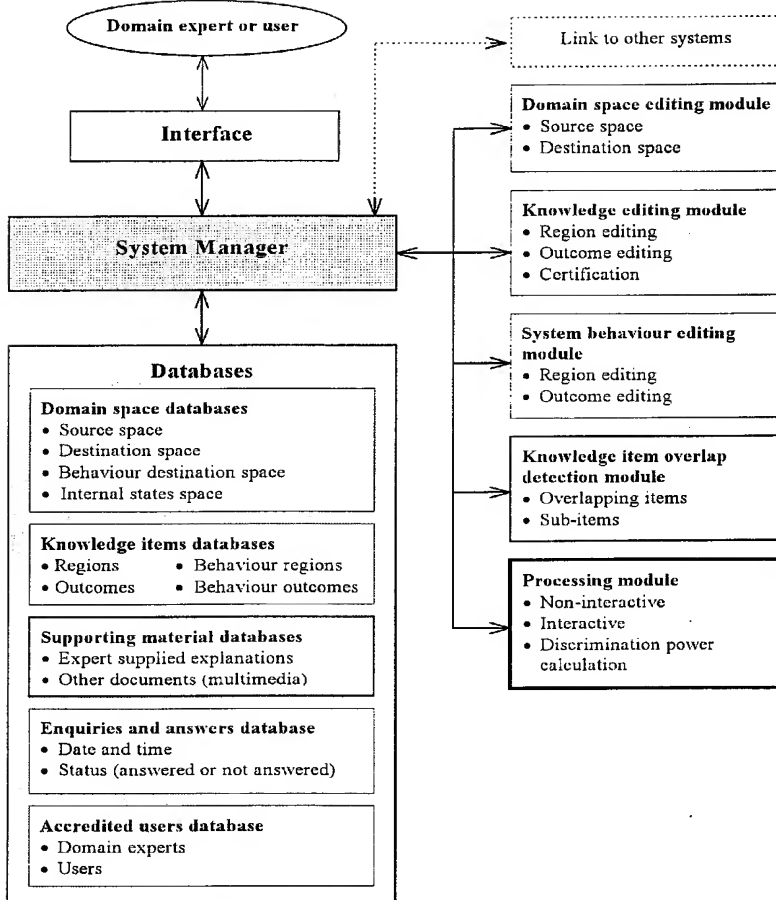 Domain expert or user
Interface
System Manager
Databases
Domain space databases
• Source space
• Destination space
• Behaviour destination space
• Internal states space
Knowledge items databases
• Regions • Behaviour regions
• Outcomes • Behaviour outcomes
Supporting material databases
• Expert supplied explanations
• Other documents (multimedia)
Enquiries and answers database
• Date and time
• Status (answered or not answered)
Accredited users database
• Domain experts
• Users
Link to other systems
Domain space editing module
• Source space
• Destination space
Knowledge editing module
• Region editing
• Outcome editing
• Certification
System behaviour editing
module
• Region editing
• Outcome editing
Knowledge item overlap
detection module
• Overlapping items
• Sub-items
Processing module
• Non-interactive
• Interactive
• Discrimination power
calculation